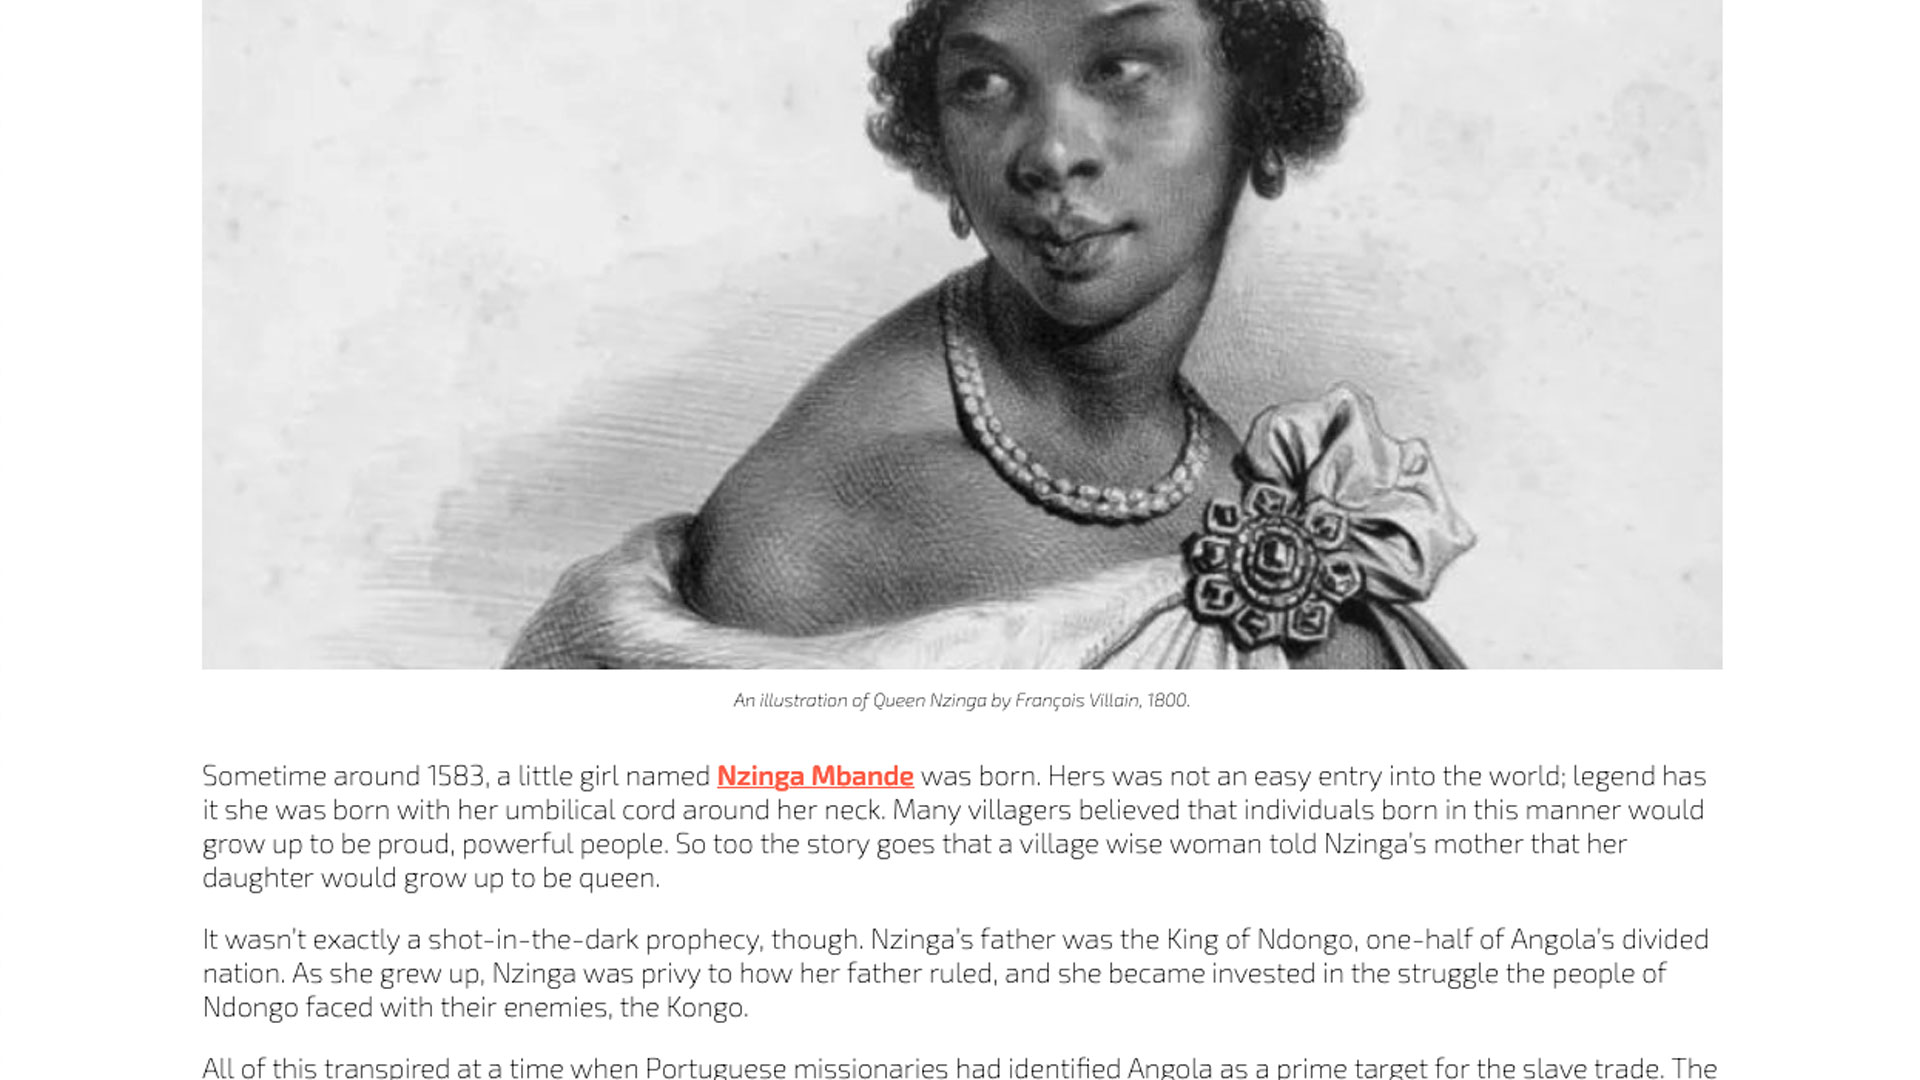 An illustration of Queen Nzinga by François Villain, 1800.
Sometime around 1583, a little girl named Nzinga Mbande was born. Hers was not an easy entry into the world; legend has
it she was born with her umbilical cord around her neck. Many villagers believed that individuals born in this manner would
grow up to be proud, powerful people. So too the story goes that a village wise woman told Nzinga's mother that her
daughter would grow up to be queen.
It wasn't exactly a shot-in-the-dark prophecy, though. Nzinga's father was the King of Ndongo, one-half of Angola's divided
nation. As she grew up, Nzinga was privy to how her father ruled, and she became invested in the struggle the people of
Ndongo faced with their enemies, the Kongo.
All of this transpired at a time when Portuguese missionaries had identified Angola as a prime target for the slave trade. The